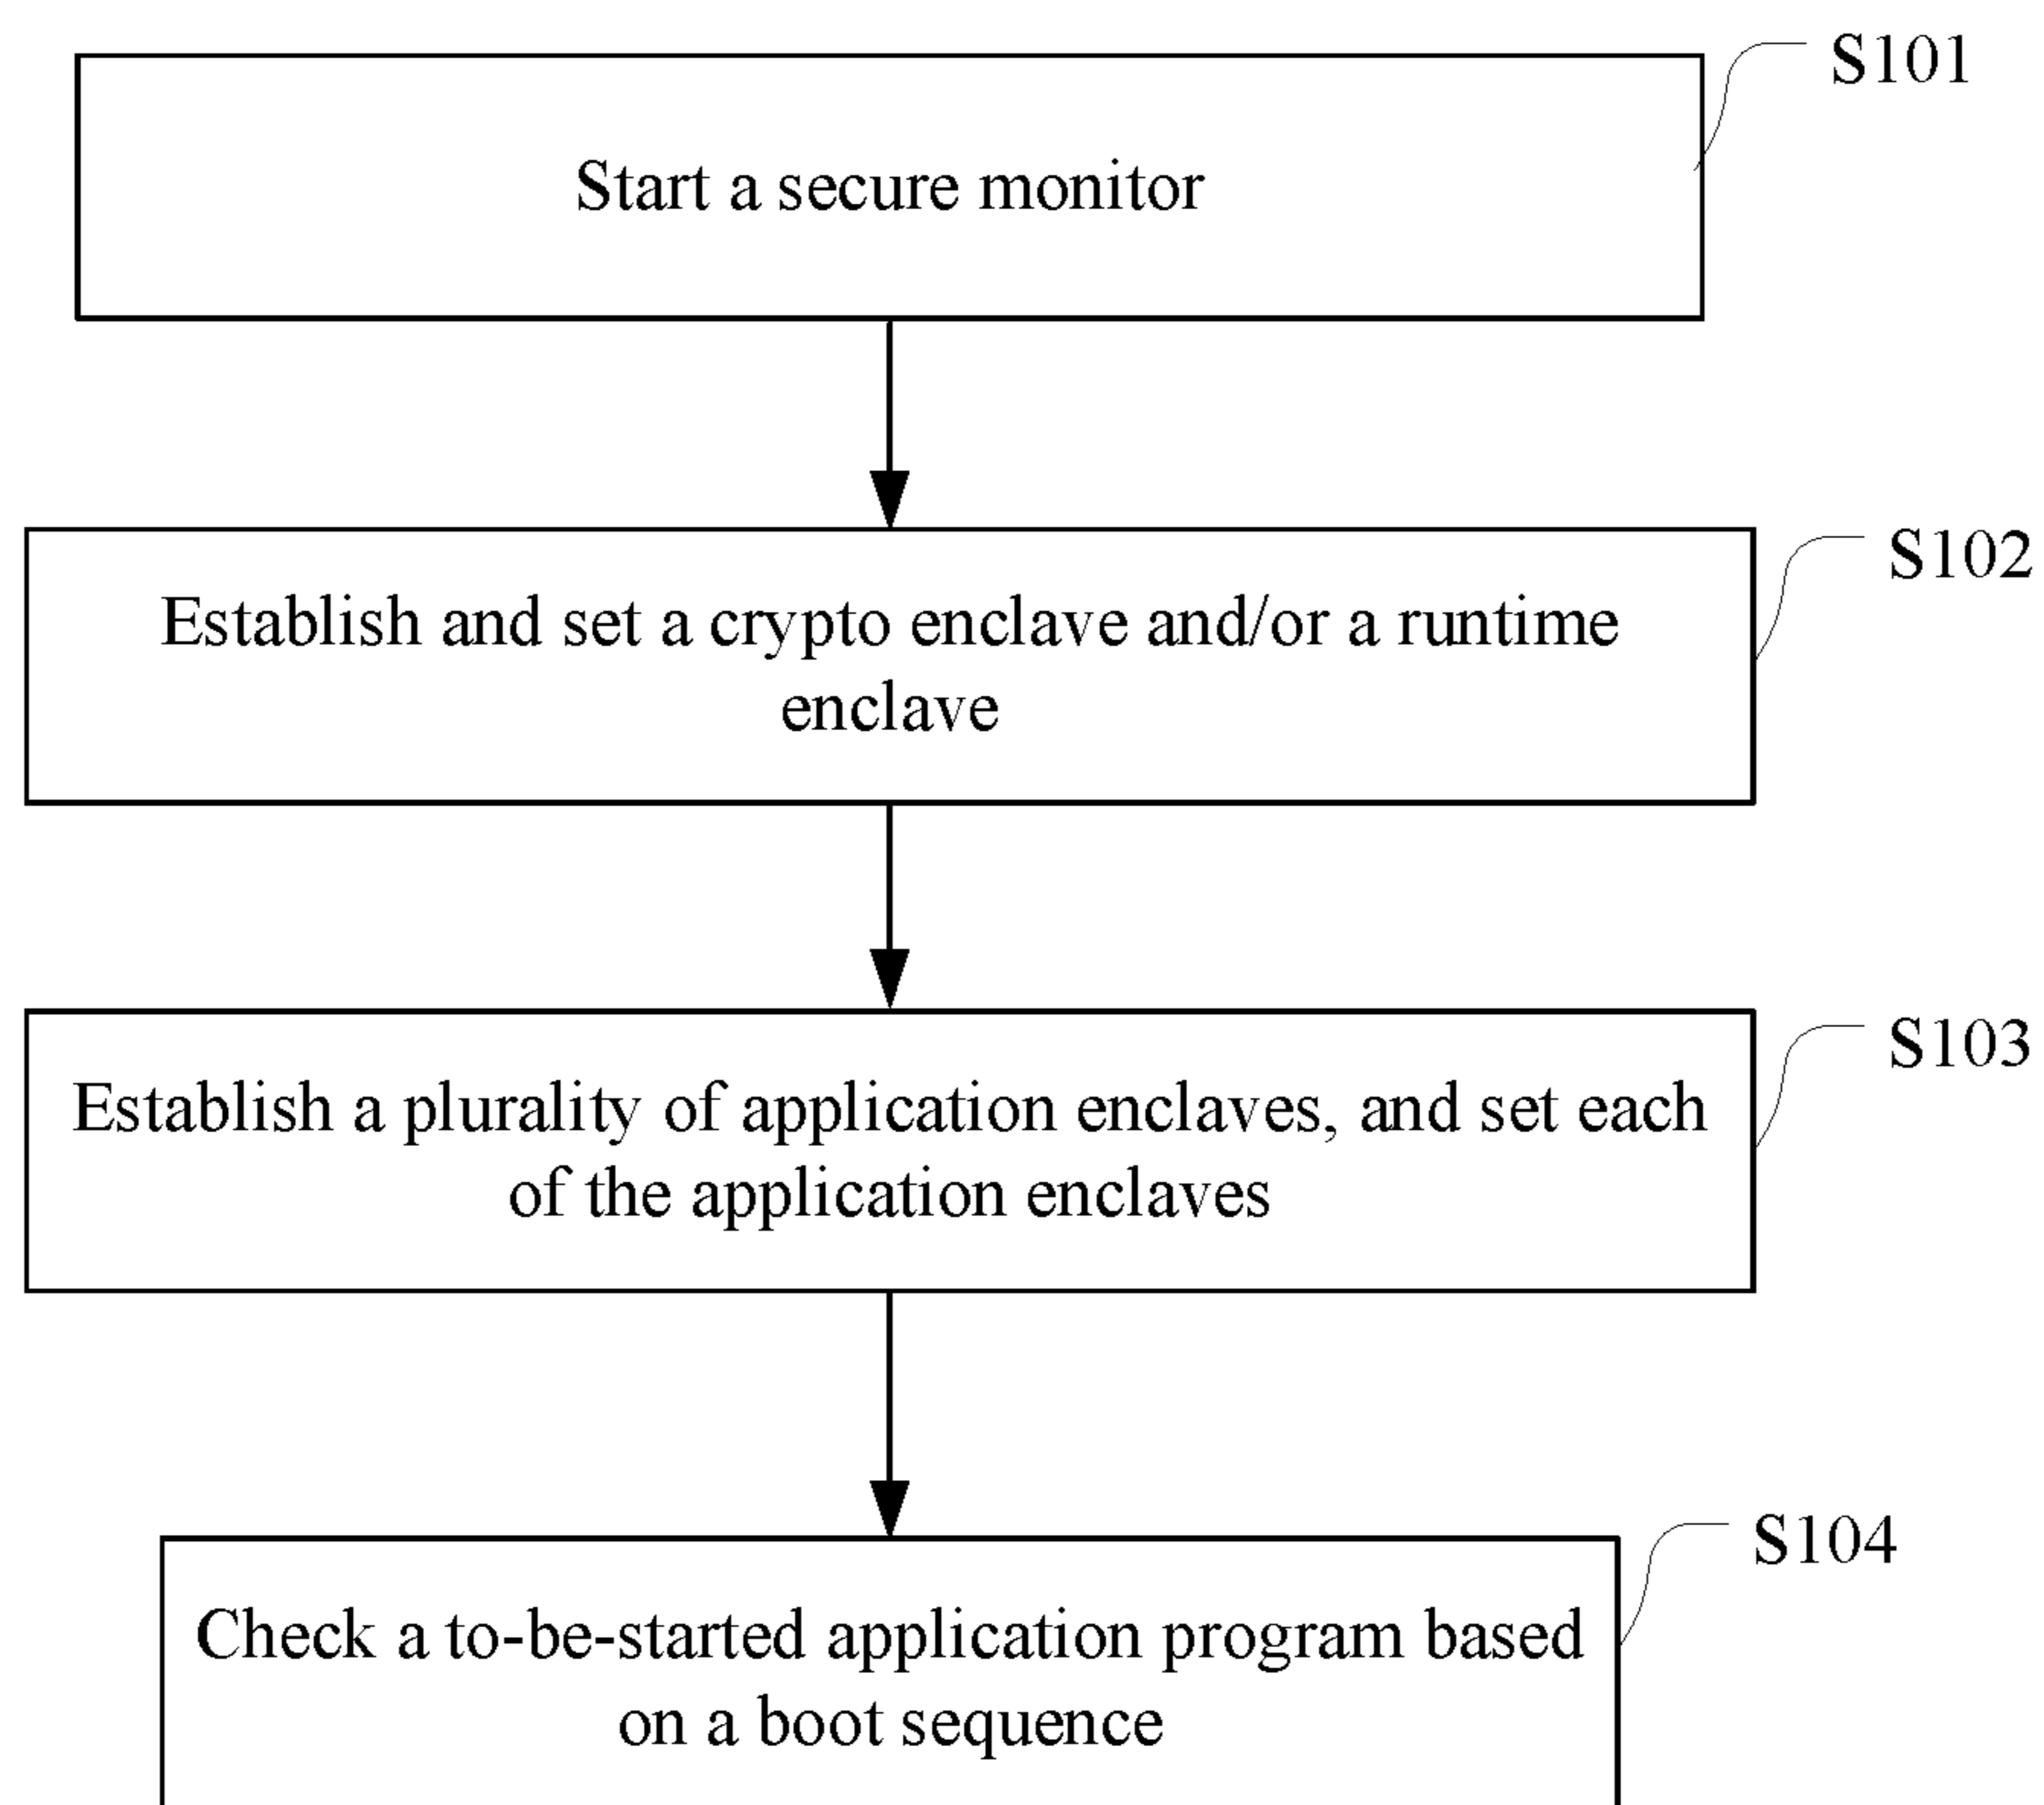 S101
Start a secure monitor
S102
Establish and set a crypto enclave and/or a runtime
enclave
S103
Establish a plurality of application enclaves, and set each
of the application enclaves
S104
Check a to-be-started application program based
on a boot sequence